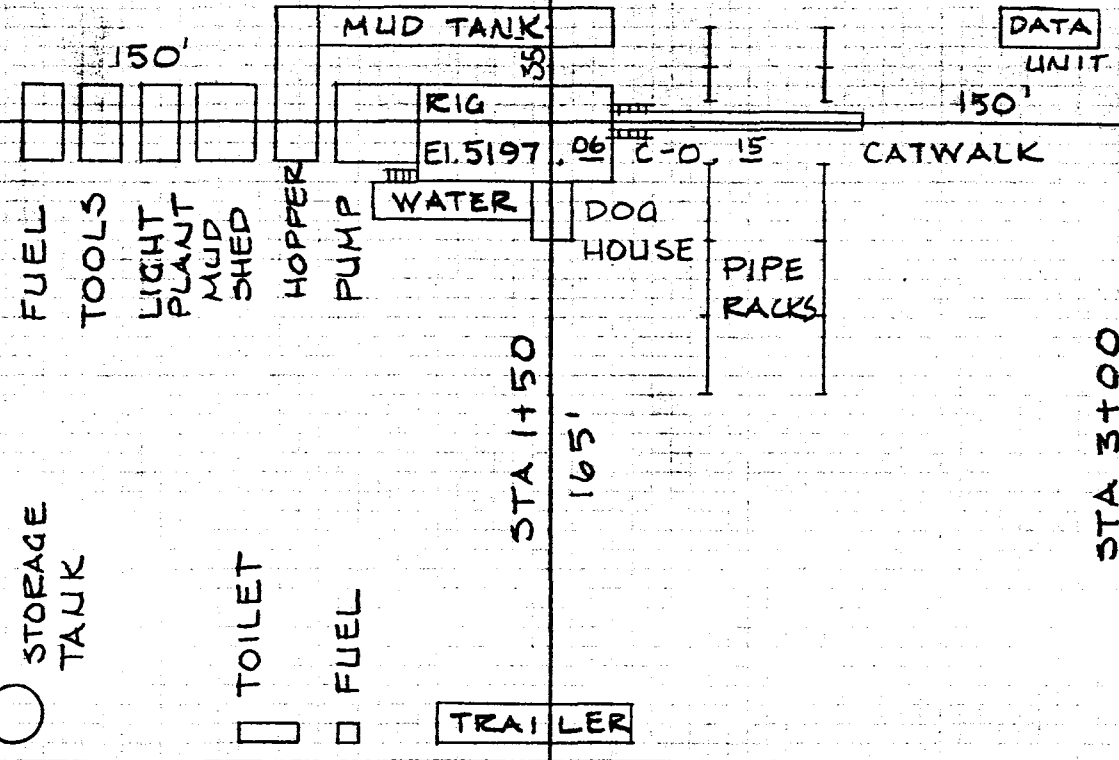 MUD TANK
DATA
UNIT
150'
35
RIG
150'
El. 5197.06
C-0.15
CATWALK
WATER
DOG
HOUSE
FUEL
TOOLS
LIGHT
PLANT
MUD
SHED
HOPPER
PUMP
PIPE
RACKS
STA 1+50
165'
STA 3+00
STORAGE
TANK
TOILET
FUEL
TRAILER